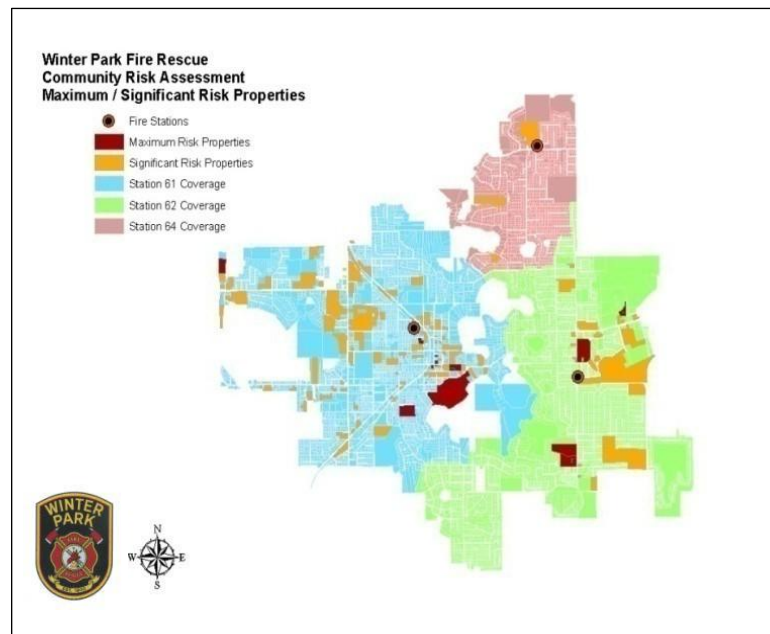 Winter Park Fire Rescue
Community Risk Assessment
Maximum / Significant Risk Properties
Fire Stations
Maximum Risk Properties
Significant Risk Properties
Station 61 Coverage
Station 62 Coverage
Station 64 Coverage
WINTER
PARK
FIRE
N
W
E
S